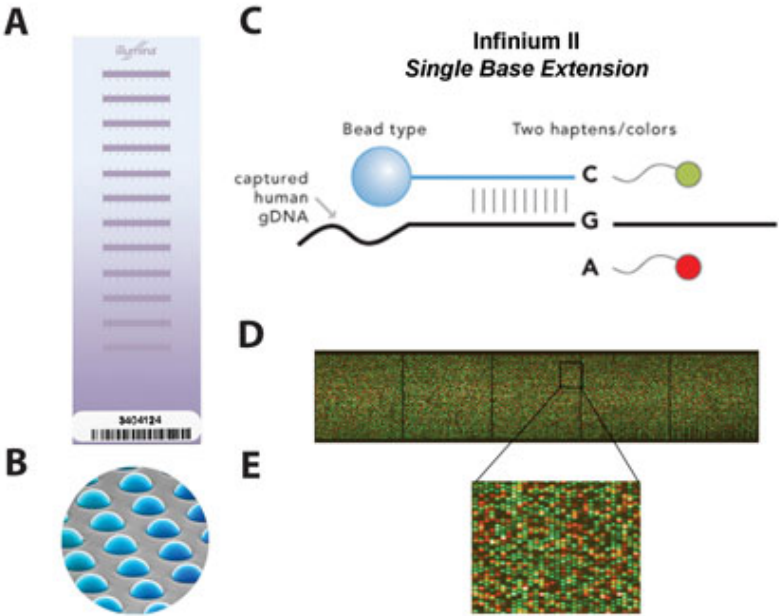 A
illumina
3404124
B
C
Infinium II
Single Base Extension
Bead type
Two haptens/colors
captured
human
gDNA
C
G
A
D
E